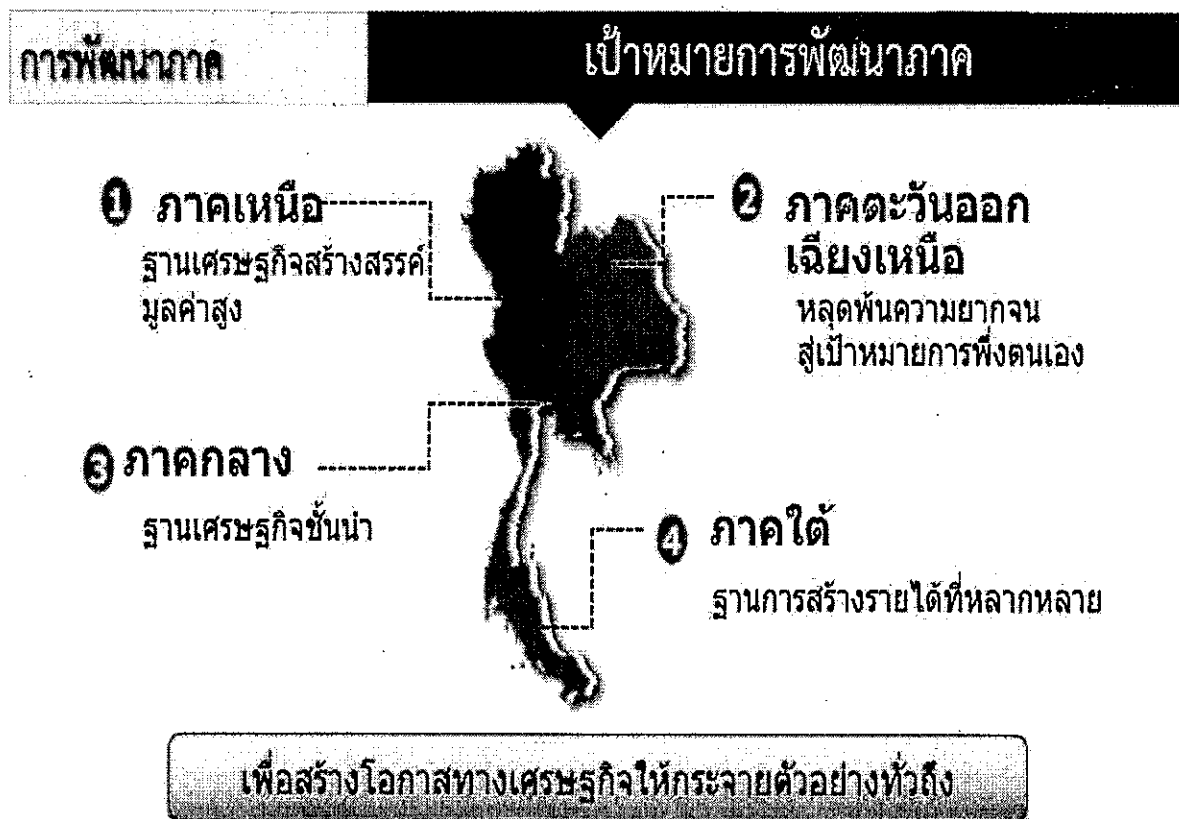 การพัฒนาภาค
เป้าหมายการพัฒนาภาค
1 ภาคเหนือ
ฐานเศรษฐกิจสร้างสรรค์
มูลค่าสูง
2 ภาคตะวันออก
เฉียงเหนือ
หลุดพ้นความยากจน
สู่เป้าหมายการพึ่งตนเอง
3 ภาคกลาง
ฐานเศรษฐกิจชั้นนำ
4 ภาคใต้
ฐานการสร้างรายได้ที่หลากหลาย
เพื่อสร้างโอกาสทางเศรษฐกิจให้กระจายตัวอย่างทั่วถึง